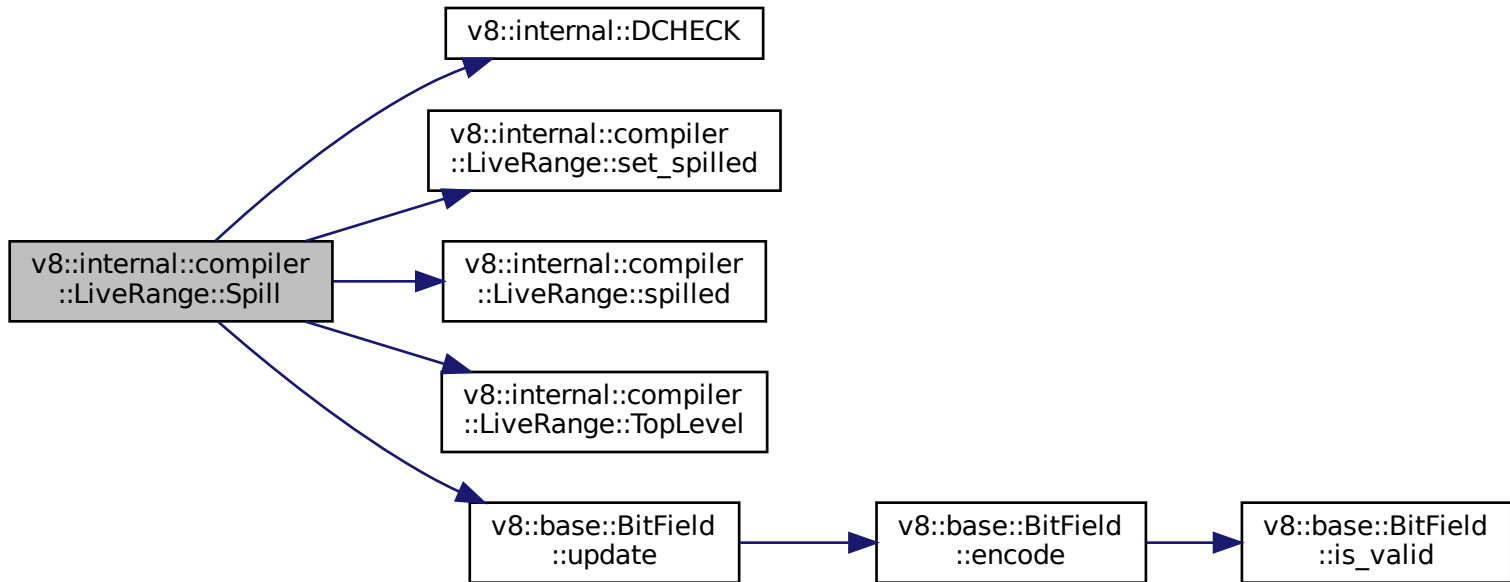 v8::internal::DCHECK
v8::internal::compiler
::LiveRange::set_spilled
v8::internal::compiler
::LiveRange::Spill
v8::internal::compiler
::LiveRange::spilled
v8::internal::compiler
::LiveRange::TopLevel
v8::base::BitField
::update
v8::base::BitField
::encode
v8::base::BitField
::is_valid